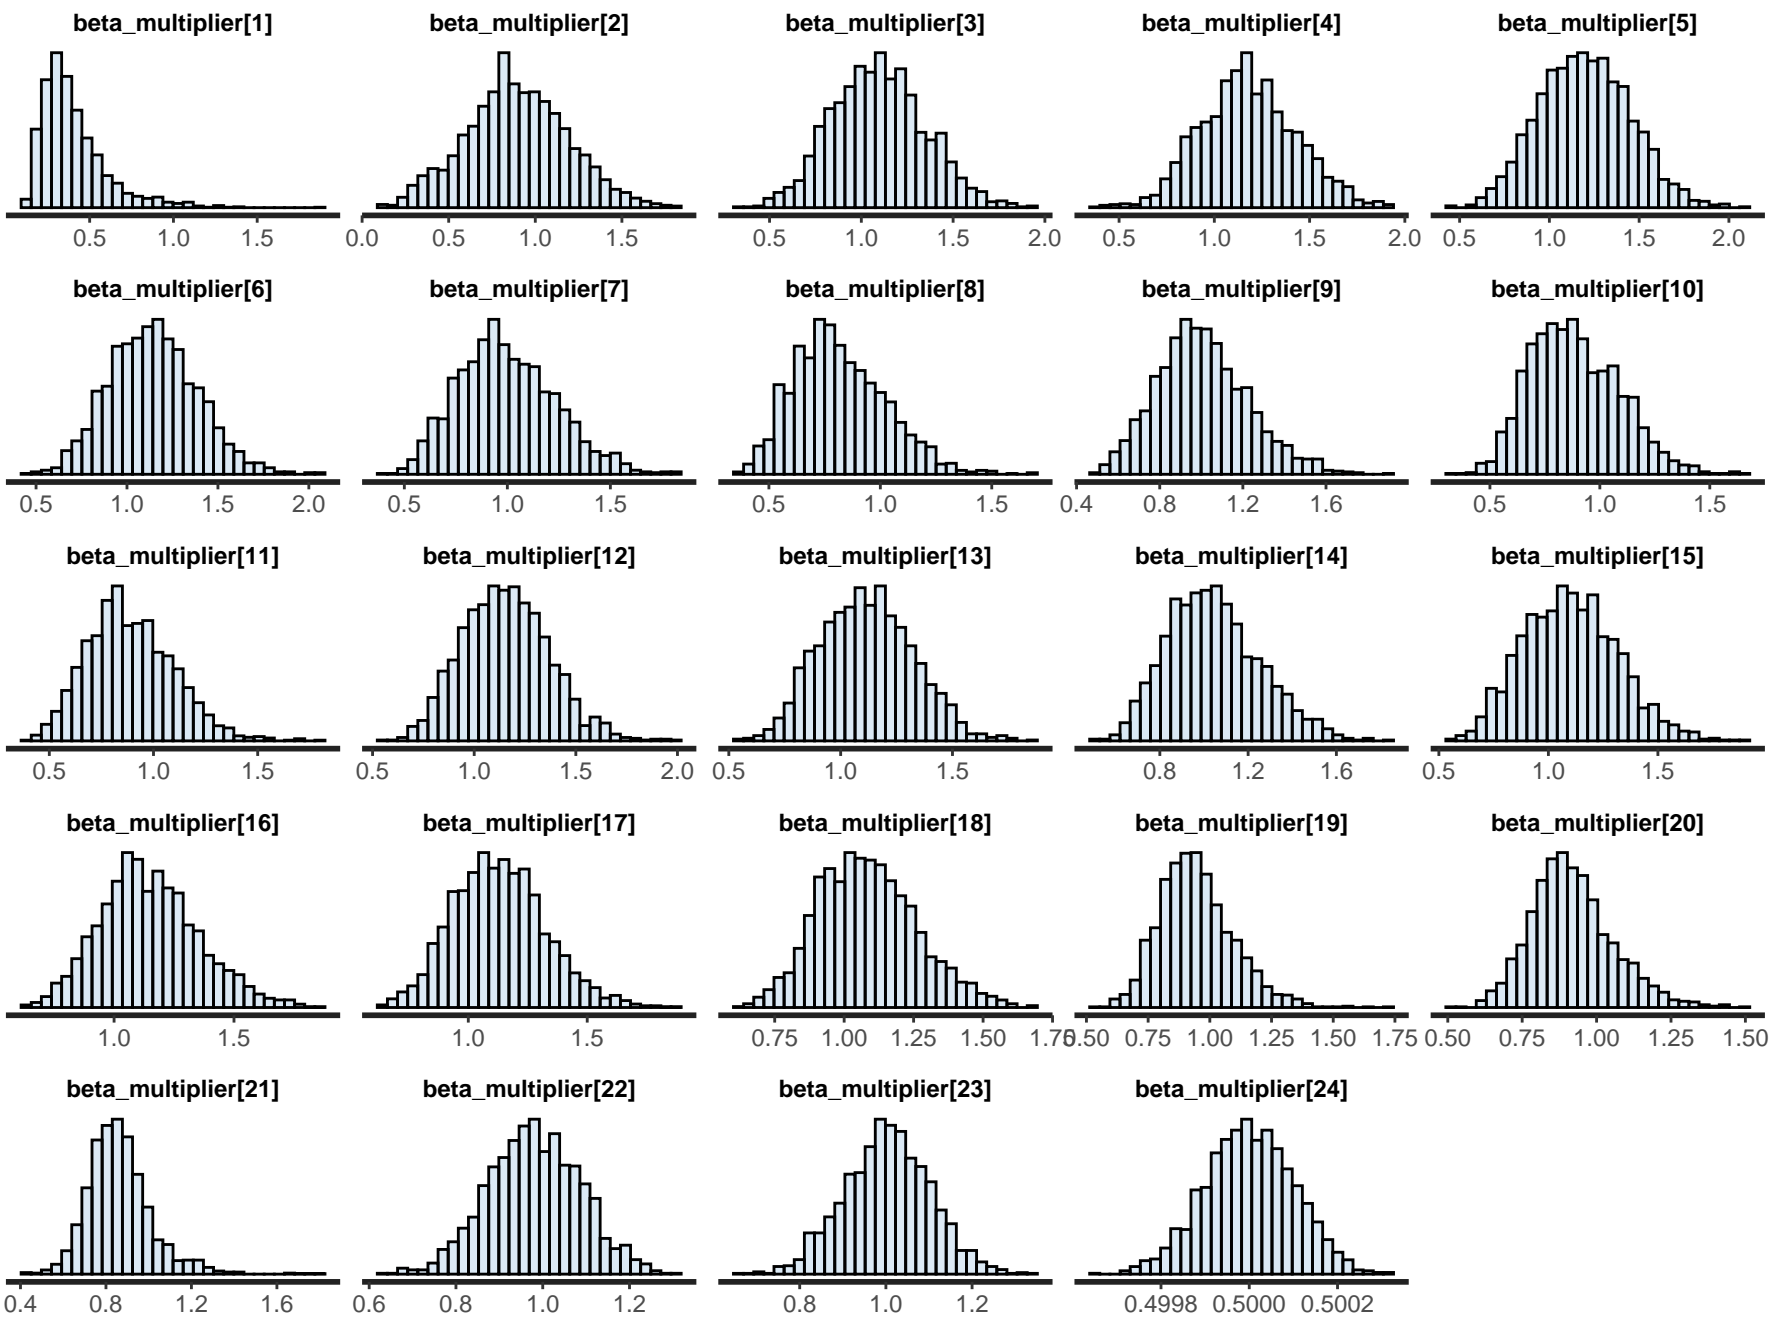 beta_multiplier[1] beta_multiplier[2] beta_multiplier[3] beta_multiplier[4] beta_multiplier[5]
0.5 1.0 1.5 0.0 0.5 1.0 1.5 0.5 1.0 1.5 2.0 0.5 1.0 1.5 2.0 0.5 1.0 1.5 2.0
beta_multiplier[6] beta_multiplier[7] beta_multiplier[8] beta_multiplier[9] beta_multiplier[10]
0.5 1.0 1.5 2.0 0.5 1.0 1.5 0.5 1.0 1.5 0.4 0.8 1.2 1.6 0.5 1.0 1.5
beta_multiplier[11] beta_multiplier[12] beta_multiplier[13] beta_multiplier[14] beta_multiplier[15]
0.5 1.0 1.5 0.5 1.0 1.5 2.0 0.5 1.0 1.5 0.8 1.2 1.6 0.5 1.0 1.5
beta_multiplier[16] beta_multiplier[17] beta_multiplier[18] beta_multiplier[19] beta_multiplier[20]
1.0 1.5 1.0 1.5 0.75 1.00 1.25 1.50 1.75 0.50 0.75 1.00 1.25 1.75 0.50 0.75 1.00 1.25 1.50
beta_multiplier[21] beta_multiplier[22] beta_multiplier[23] beta_multiplier[24]
0.4 0.8 1.2 1.6 0.6 0.8 1.0 1.2 0.8 1.0 1.2 0.4998 0.5000 0.5002